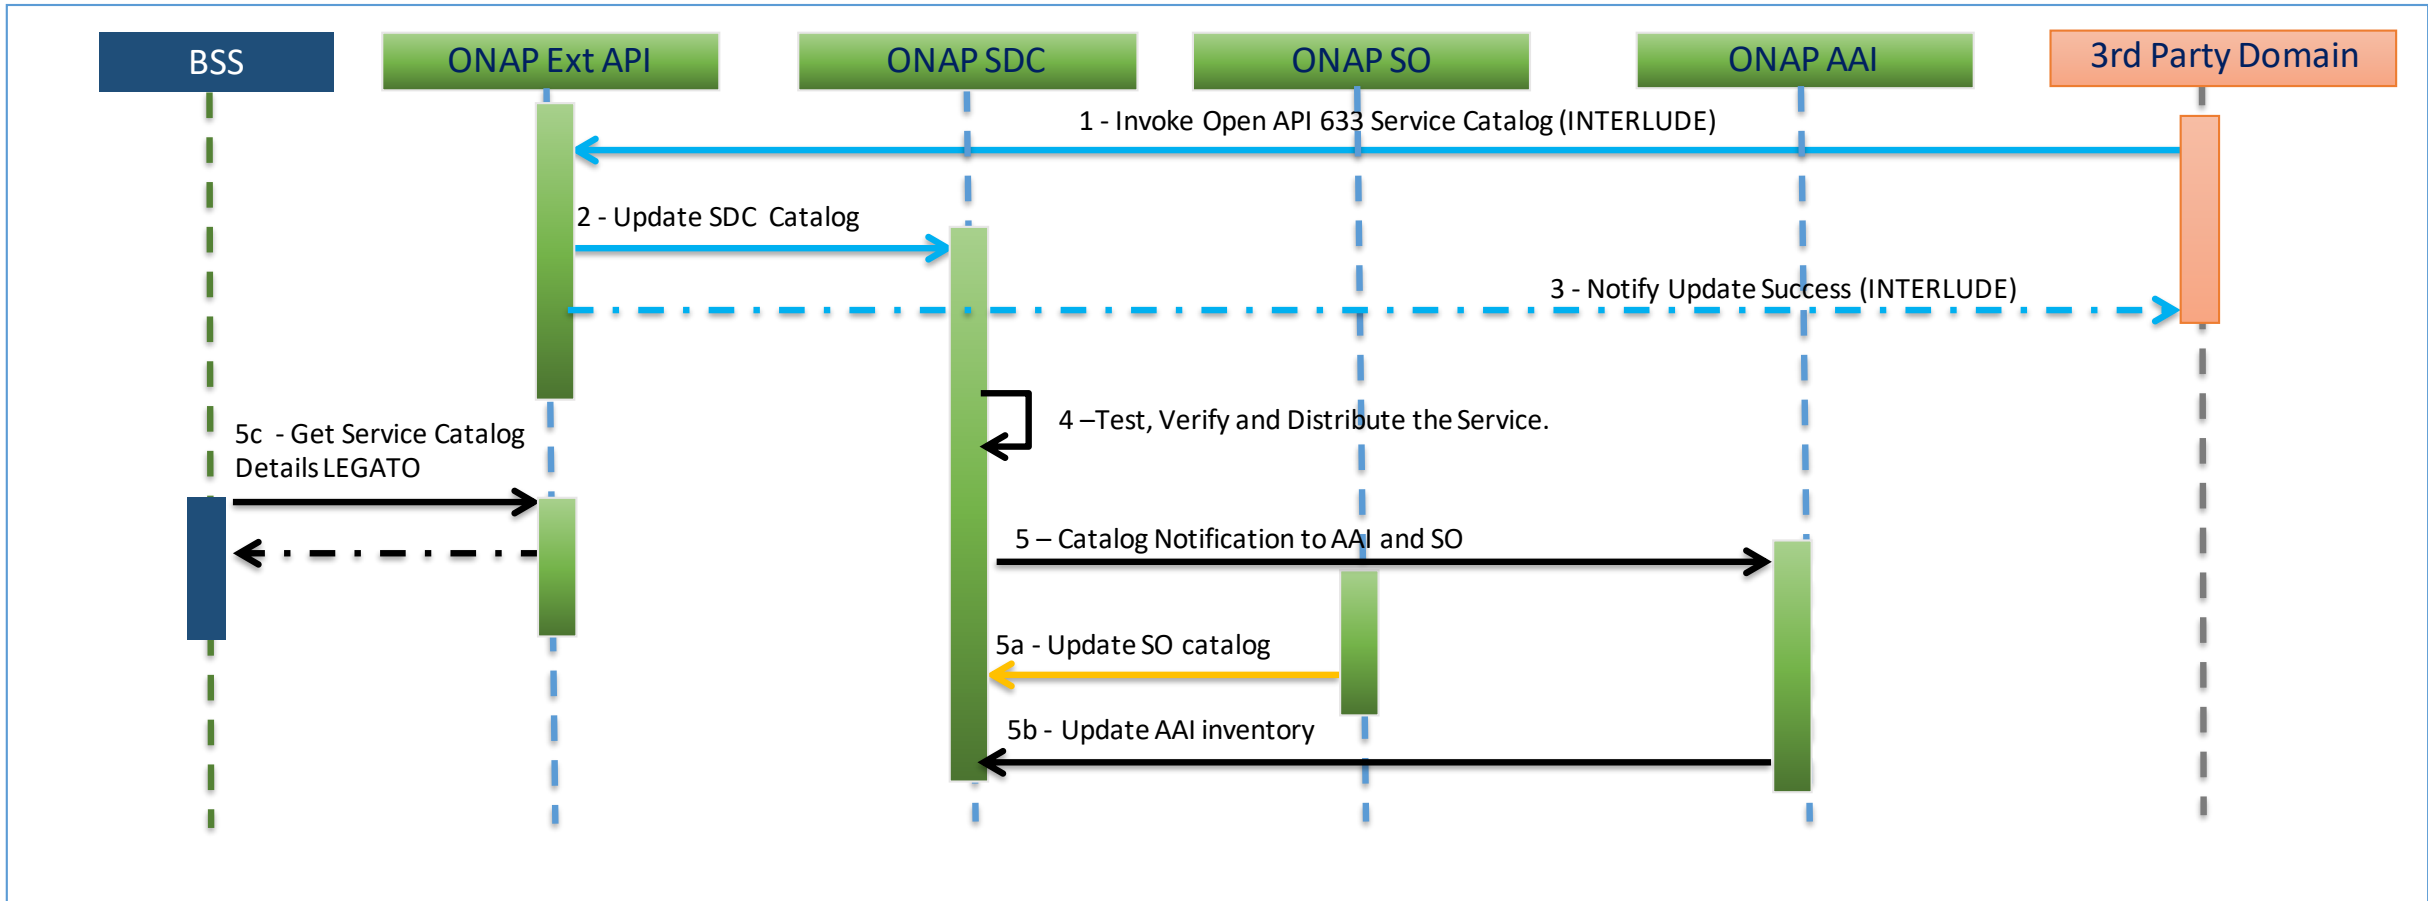 BSS
ONAP Ext API
ONAP SDC
ONAP SO
ONAP AAI
3rd Party Domain
1 - Invoke Open API 633 Service Catalog (INTERLUDE)
2 - Update SDC Catalog
3 - Notify Update Success (INTERLUDE)
4 –Test, Verify and Distribute the Service.
5c - Get Service Catalog
Details LEGATO
5 – Catalog Notification to AAI and SO
5a - Update SO catalog
5b - Update AAI inventory